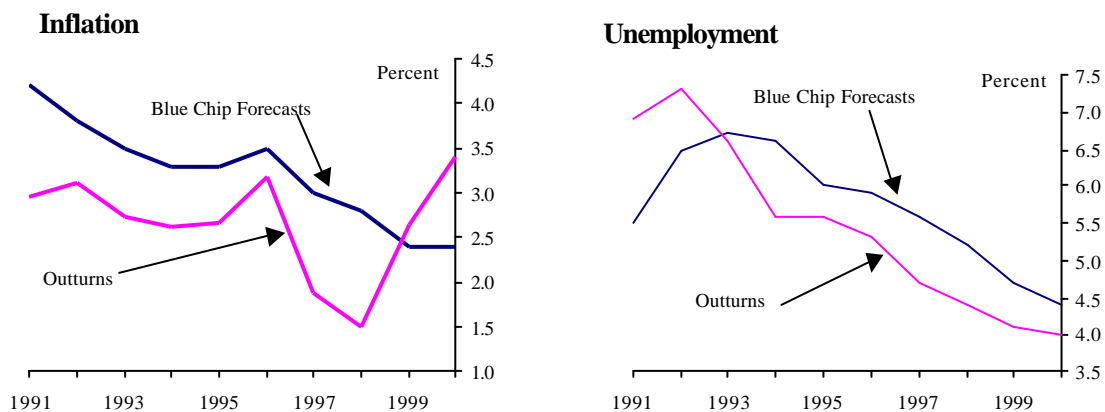 Inflation
Percent
4.5
4.0
3.5
3.0
2.5
2.0
1.5
1.0
Blue Chip Forecasts
Outturns
1991 1993 1995 1997 1999
Unemployment
Percent
7.5
7.0
6.5
6.0
5.5
5.0
4.5
4.0
3.5
Blue Chip Forecasts
Outturns
1991 1993 1995 1997 1999